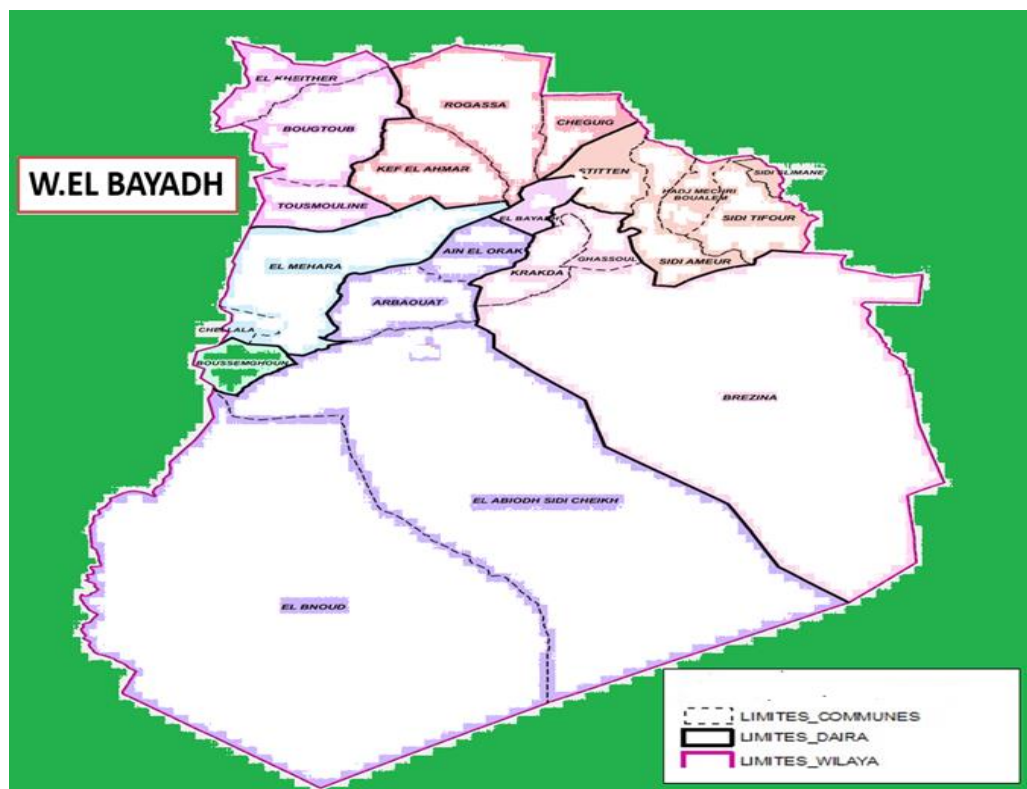 EL KHEITHER
ROGASSA
BOUGTOUB
CHEGUIG
W.EL BAYADH
KEF EL AHMAR
STITTEN
SIDI SLIMANE
HADJ MECHRI
BOUALEM
TOUSMOULINE
EL BAYADH
SIDI TIFOUR
AIN EL ORAK
GHASSOUL
SIDI AMEUR
EL MEHARA
KRAKDA
ARBAOUAT
CHELLALA
BOUSSEMGHOUN
BREZINA
EL ABIODH SIDI CHEIKH
EL BNOUD
LIMITES_COMMUNES
LIMITES_DAIRA
LIMITES_WILAYA